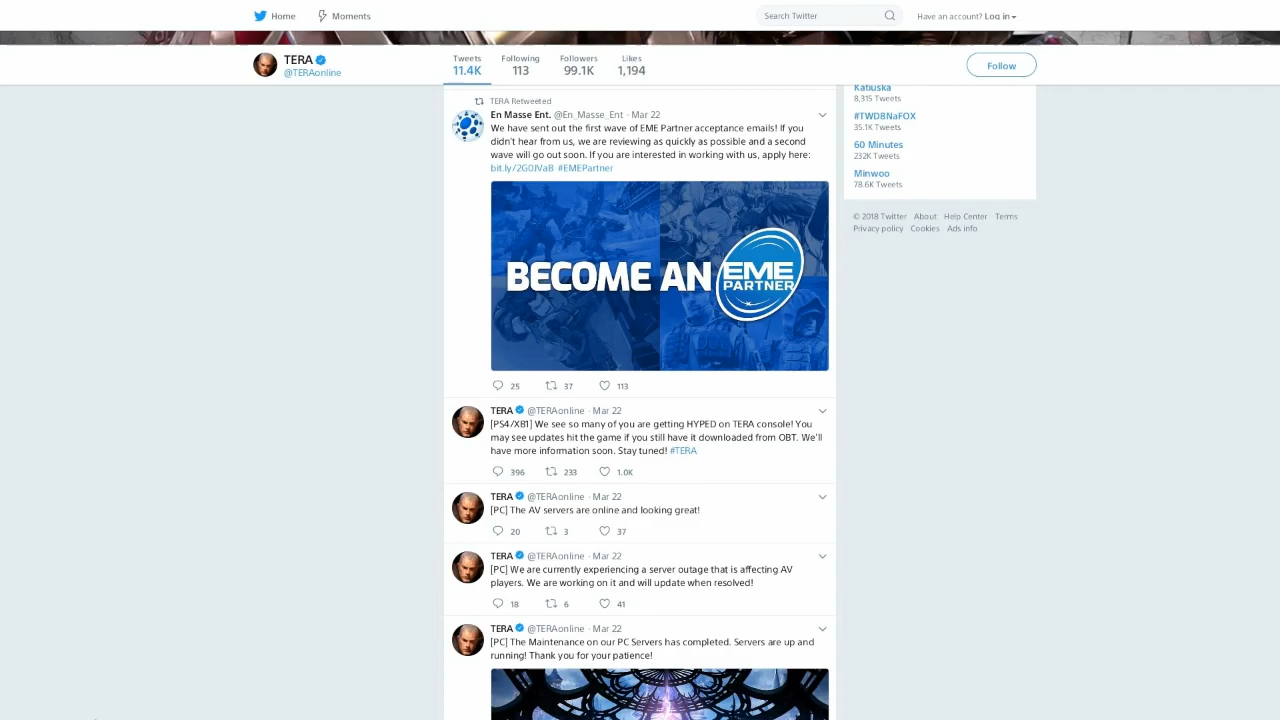 Home
Moments
Search Twitter
Have an account? Log in
TERA
@TERAonline
Tweets
11.4K
Following
113
Followers
99.1K
Likes
1,194
Follow
TERA Retweeted
En Masse Ent. @En_Masse_Ent · Mar 22
We have sent out the first wave of EME Partner acceptance emails! If you
didn't hear from us, we are reviewing as quickly as possible and a second
wave will go out soon. If you are interested in working with us, apply here:
bit.ly/2G0JVaB #EMEPartner
BECOME AN EME
PARTNER
25 37 113
TERA @TERAonline · Mar 22
[PS4/XB1] We see so many of you are getting HYPED on TERA console! You
may see updates hit the game if you still have it downloaded from OBT. We'll
have more information soon. Stay tuned! #TERA
396 233 1.0K
TERA @TERAonline · Mar 22
[PC] The AV servers are online and looking great!
20 3 37
TERA @TERAonline · Mar 22
[PC] We are currently experiencing a server outage that is affecting AV
players. We are working on it and will update when resolved!
18 6 41
TERA @TERAonline · Mar 22
[PC] The Maintenance on our PC Servers has completed. Servers are up and
running! Thank you for your patience!
Katiuska
8,315 Tweets
#TWD8NaFOX
35.1K Tweets
60 Minutes
232K Tweets
Minwoo
78.6K Tweets
© 2018 Twitter About Help Center Terms
Privacy policy Cookies Ads info